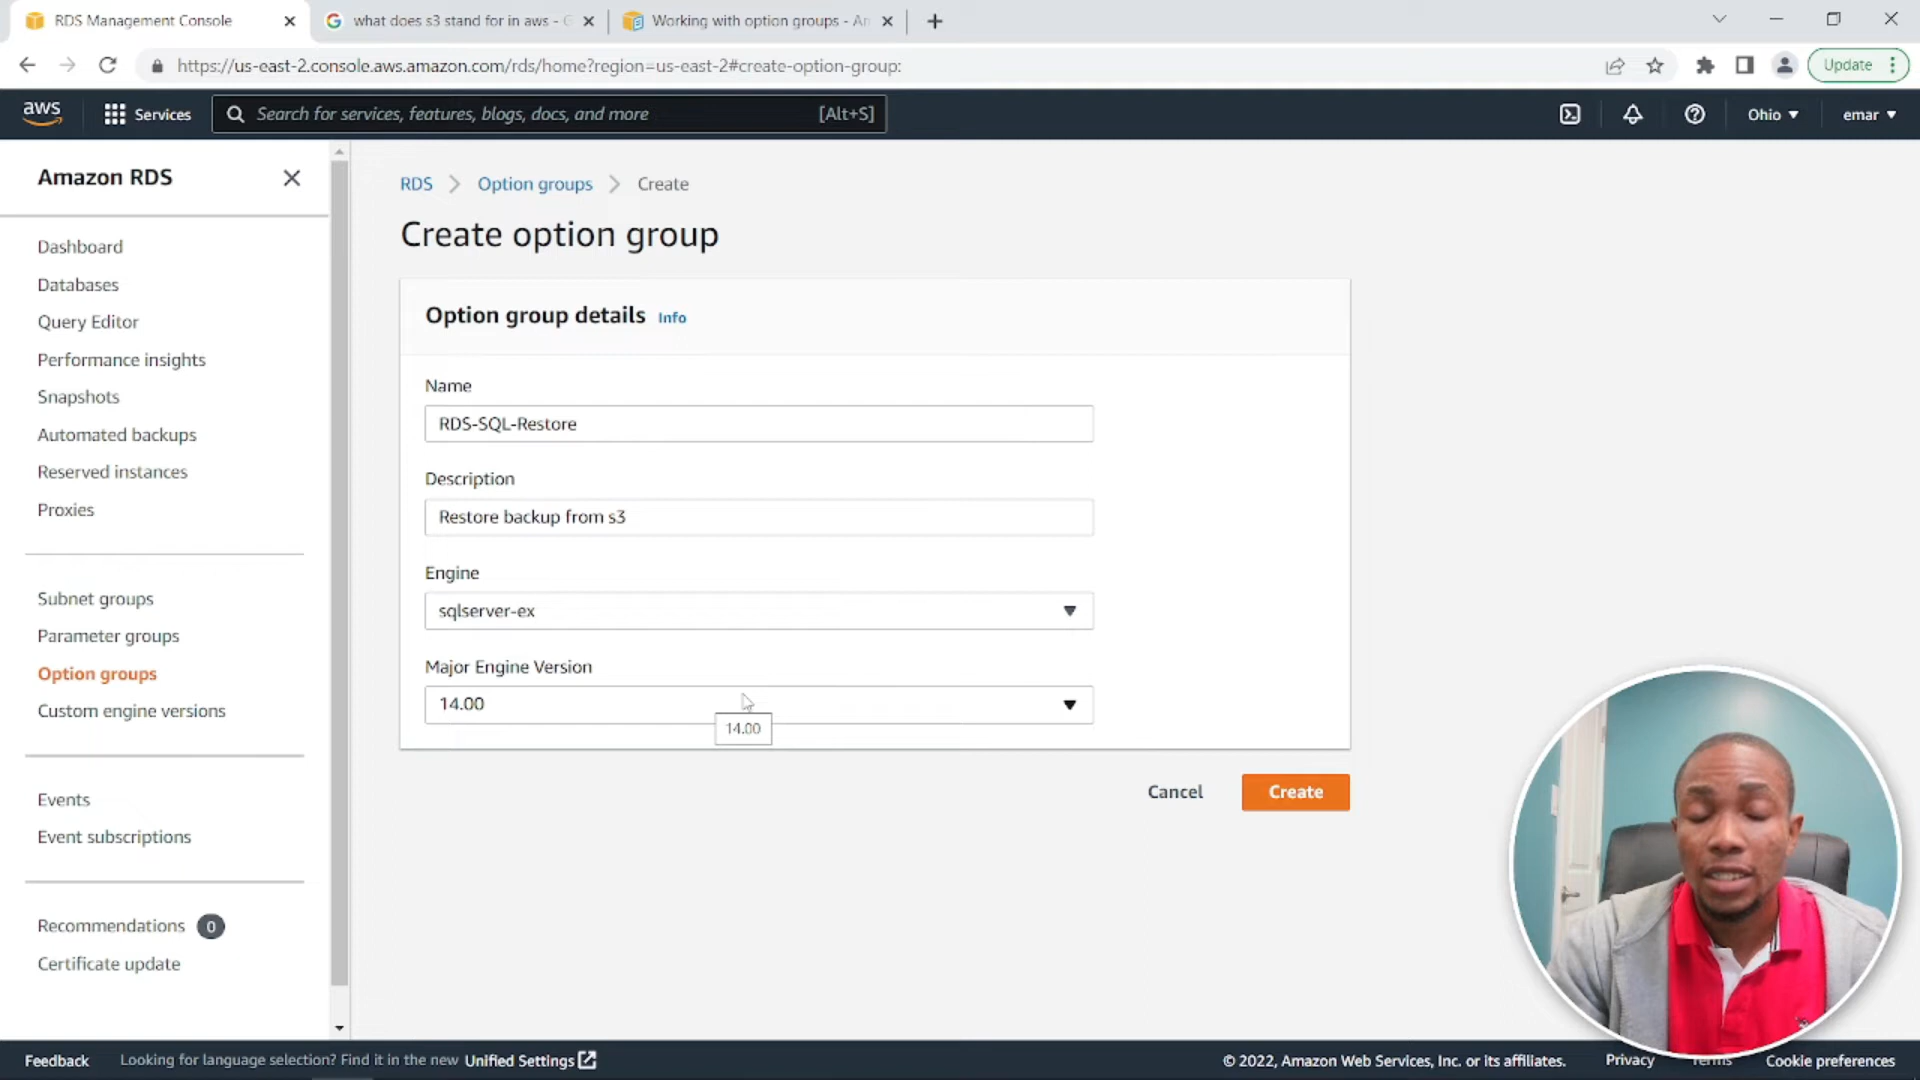 RDS Management Console
what does s3 stand for in aws - G
Working with option groups - Am
https://us-east-2.console.aws.amazon.com/rds/home?region=us-east-2#create-option-group:
Update
aws
Services
Search for services, features, blogs, docs, and more
[Alt+S]
Ohio
emar
Amazon RDS
Dashboard
Databases
Query Editor
Performance insights
Snapshots
Automated backups
Reserved instances
Proxies
Subnet groups
Parameter groups
Option groups
Custom engine versions
Events
Event subscriptions
Recommendations 0
Certificate update
RDS
Option groups
Create
Create option group
Option group details Info
Name
RDS-SQL-Restore
Description
Restore backup from s3
Engine
sqlserver-ex
Major Engine Version
14.00
14.00
Cancel
Create
Feedback
Looking for language selection? Find it in the new Unified Settings
© 2022, Amazon Web Services, Inc. or its affiliates.
Privacy
Terms
Cookie preferences